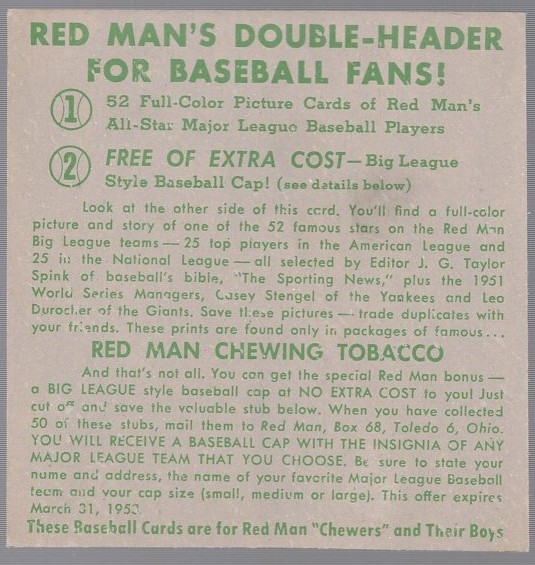 RED MAN'S DOUBLE-HEADER
FOR BASEBALL FANS!
1 52 Full-Color Picture Cards of Red Man's
All-Star Major League Baseball Players
2 FREE OF EXTRA COST—Big League
Style Baseball Cap! (see details below)
Look at the other side of this card. You'll find a full-color
picture and story of one of the 52 famous stars on the Red Man
Big League teams — 25 top players in the American League and
25 in the National League — all selected by Editor J. G. Taylor
Spink of baseball's bible, "The Sporting News," plus the 1951
World Series Managers, Casey Stengel of the Yankees and Leo
Durocher of the Giants. Save these pictures — trade duplicates with
your friends. These prints are found only in packages of famous...
RED MAN CHEWING TOBACCO
And that's not all. You can get the special Red Man bonus —
a BIG LEAGUE style baseball cap at NO EXTRA COST to you! Just
cut off and save the valuable stub below. When you have collected
50 of these stubs, mail them to Red Man, Box 68, Toledo 6, Ohio.
YOU WILL RECEIVE A BASEBALL CAP WITH THE INSIGNIA OF ANY
MAJOR LEAGUE TEAM THAT YOU CHOOSE. Be sure to state your
name and address, the name of your favorite Major League Baseball
team and your cap size (small, medium or large). This offer expires
March 31, 1953.
These Baseball Cards are for Red Man "Chewers" and Their Boys